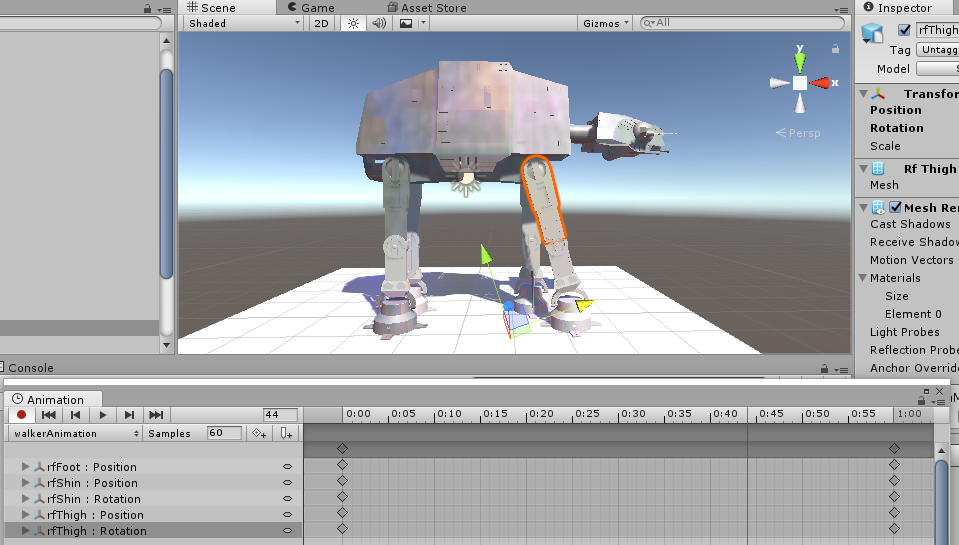 Scene Game Asset Store Inspector
Shaded 2D Gizmos All
rfThigh
Tag Untagg
Model
y
x
Persp
Transfor
Position
Rotation
Scale
Rf Thigh
Mesh
Mesh Re
Cast Shadows
Receive Shado
Motion Vectors
Materials
Size
Element 0
Light Probes
Reflection Prob
Anchor Overrid
Console
Animation
44 0:00 0:05 0:10 0:15 0:20 0:25 0:30 0:35 0:40 0:45 0:50 0:55 1:00
walkerAnimation Samples 60
rfFoot : Position
rfShin : Position
rfShin : Rotation
rfThigh : Position
rfThigh : Rotation